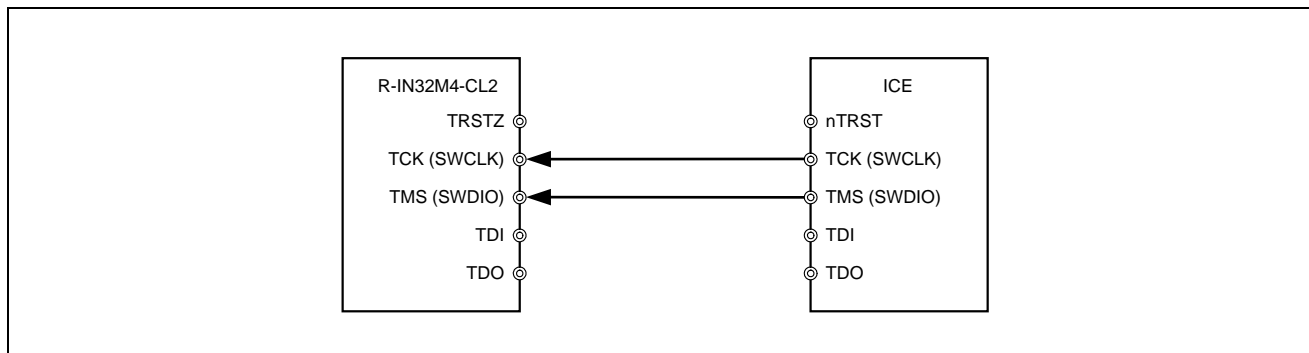 R-IN32M4-CL2
TRSTZ
TCK (SWCLK)
TMS (SWDIO)
TDI
TDO
ICE
nTRST
TCK (SWCLK)
TMS (SWDIO)
TDI
TDO